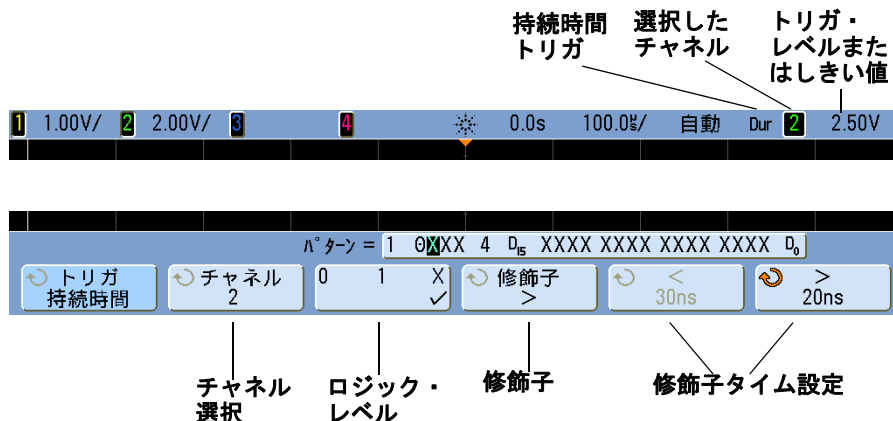 持続時間
トリガ
選択した
チャネル
トリガ・
レベルまた
はしきい値
1 1.00V/ 2 2.00V/ 3 4 0.0s 100.0㎱/ 自動 Dur 2 2.50V
パターン = 1 0XXX 4 D15 XXXX XXXX XXXX XXXX D0
トリガ
持続時間
チャネル
2
0 1 X
✓
修飾子
>
<
30ns
>
20ns
チャネル
選択
ロジック・
レベル
修飾子
修飾子タイム設定